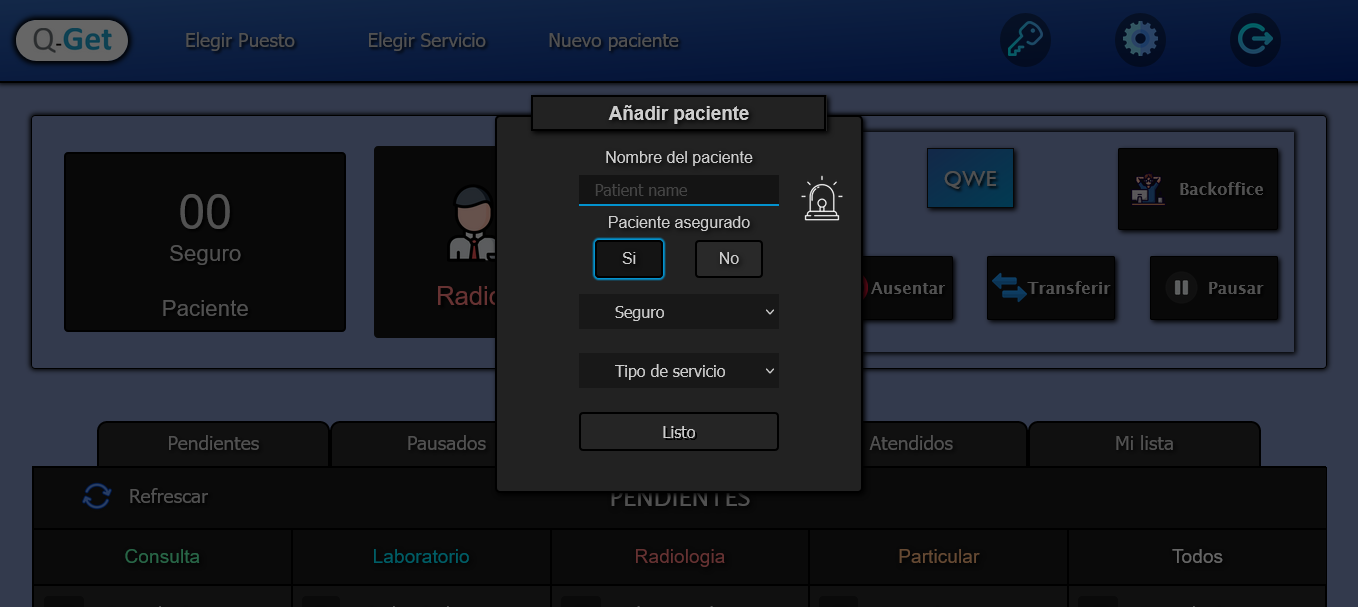 Q-Get
Elegir Puesto
Elegir Servicio
Nuevo paciente
Añadir paciente
Nombre del paciente
Patient name
Paciente asegurado
Si
No
Seguro
Tipo de servicio
Listo
00
Seguro
Paciente
QWE
Backoffice
Ausentar
Transferir
Pausar
Pendientes
Pausados
Atendidos
Mi lista
Refrescar
PENDIENTES
Consulta
Laboratorio
Radiologia
Particular
Todos